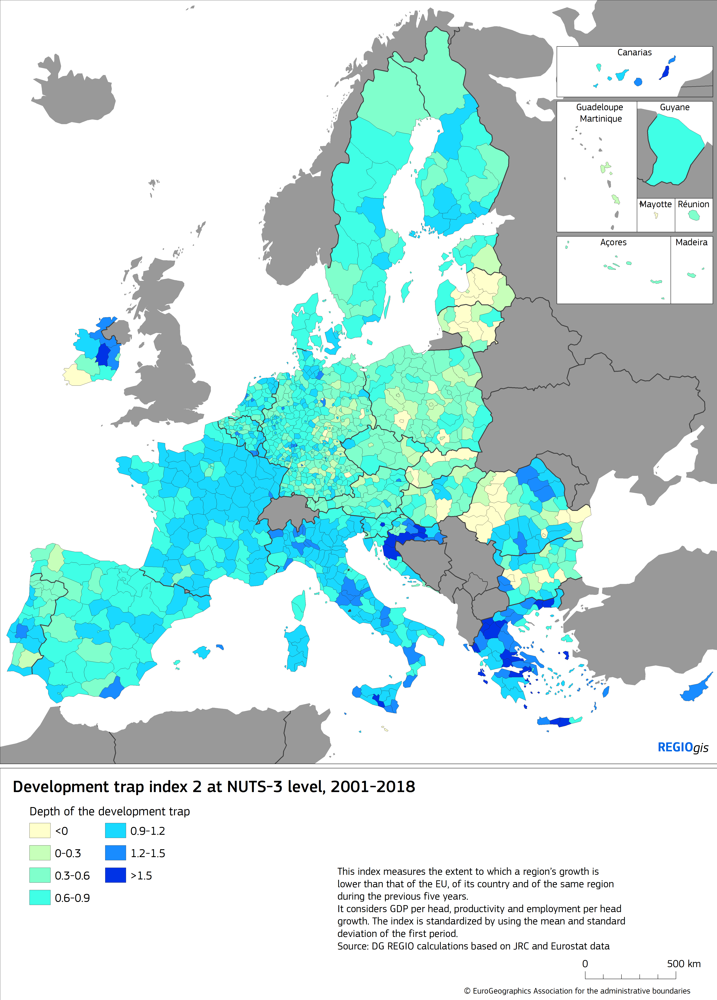 Canarias
Guadeloupe
Martinique
Guyane
Mayotte
Réunion
Açores
Madeira
REGIOgis
Development trap index 2 at NUTS-3 level, 2001-2018
Depth of the development trap
<0
0-0.3
0.3-0.6
0.6-0.9
0.9-1.2
1.2-1.5
>1.5
This index measures the extent to which a region's growth is
lower than that of the EU, of its country and of the same region
during the previous five years.
It considers GDP per head, productivity and employment per head
growth. The index is standardized by using the mean and standard
deviation of the first period.
Source: DG REGIO calculations based on JRC and Eurostat data
0 500 km
© EuroGeographics Association for the administrative boundaries